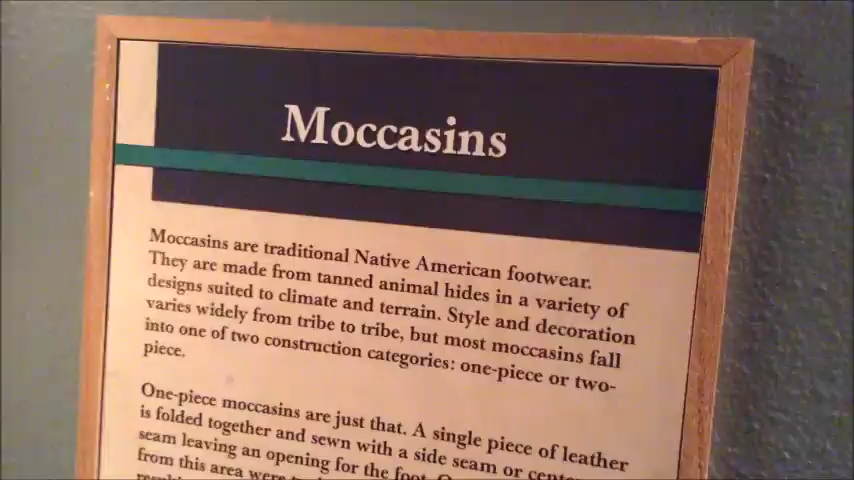 Moccasins
Moccasins are traditional Native American footwear.
They are made from tanned animal hides in a variety of
designs suited to climate and terrain. Style and decoration
varies widely from tribe to tribe, but most moccasins fall
into one of two construction categories: one-piece or two-
piece.
One-piece moccasins are just that. A single piece of leather
is folded together and sewn with a side seam or
seam leaving an opening for the foot.
from this area were